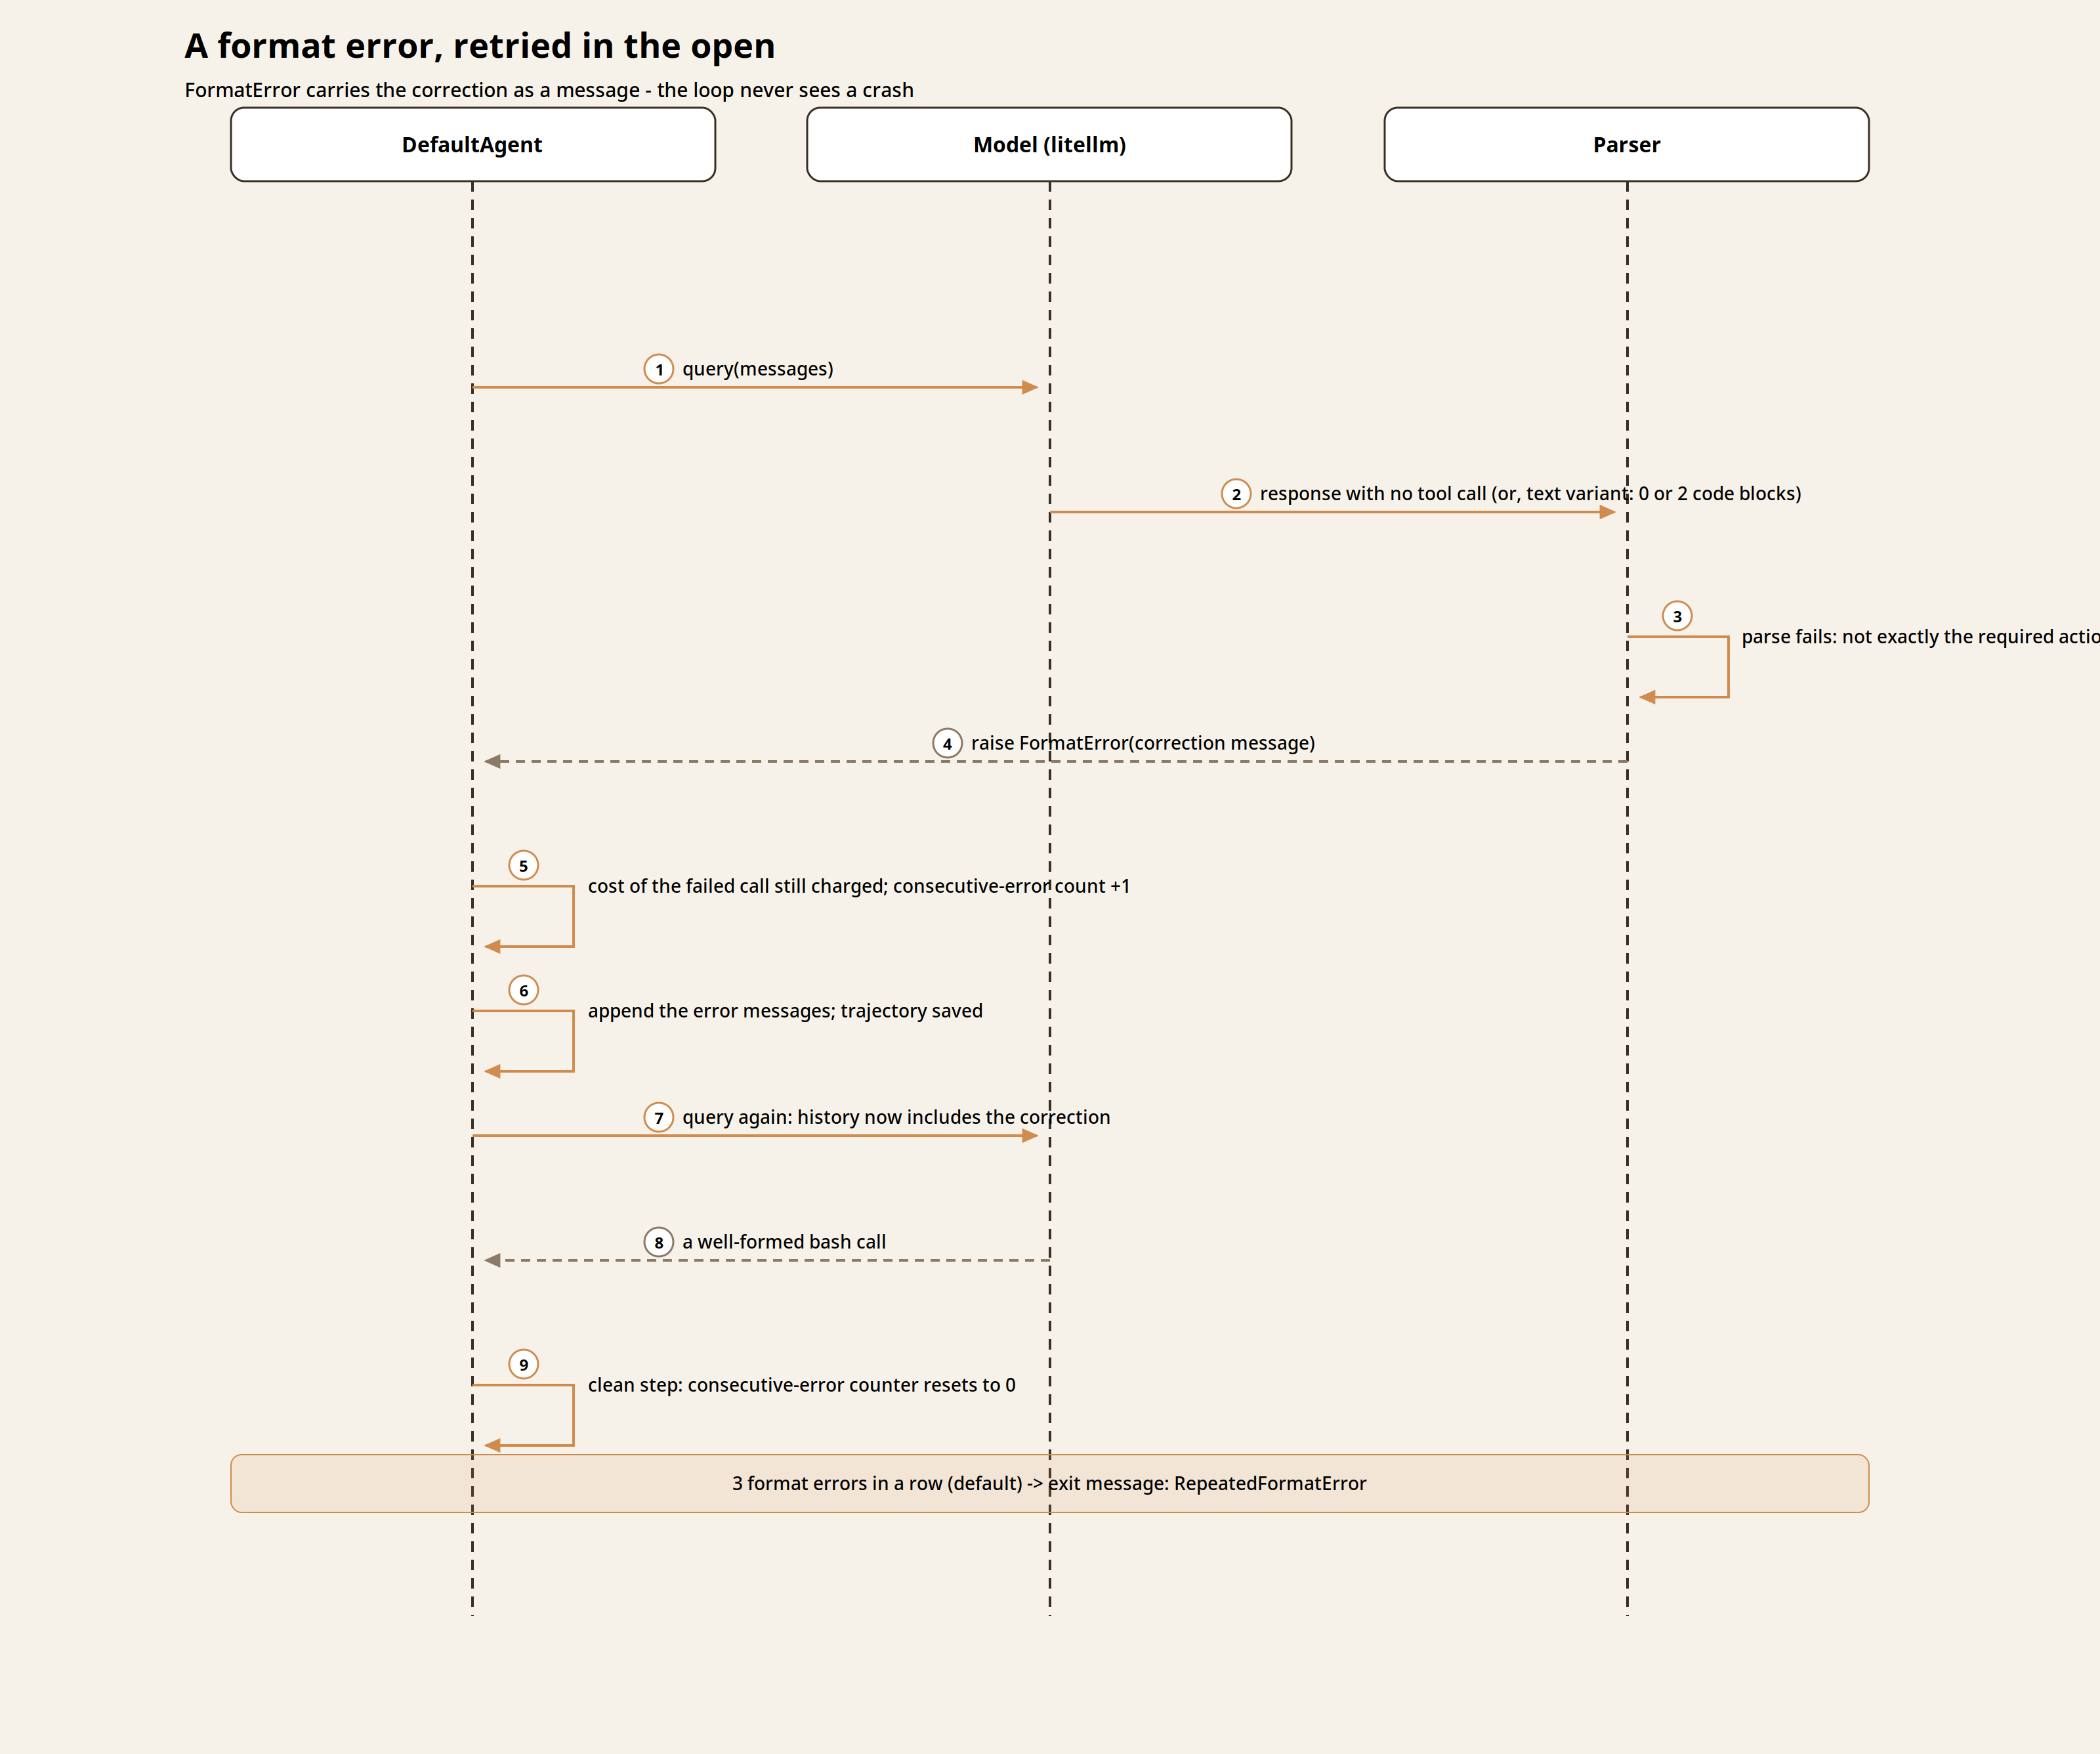 A format error, retried in the open
FormatError carries the correction as a message - the loop never sees a crash
DefaultAgent
Model (litellm)
Parser
1 query(messages)
2 response with no tool call (or, text variant: 0 or 2 code blocks)
3
parse fails: not exactly the required actio
4 raise FormatError(correction message)
5
cost of the failed call still charged; consecutive-error count +1
6
append the error messages; trajectory saved
7 query again: history now includes the correction
8 a well-formed bash call
9
clean step: consecutive-error counter resets to 0
3 format errors in a row (default) -> exit message: RepeatedFormatError